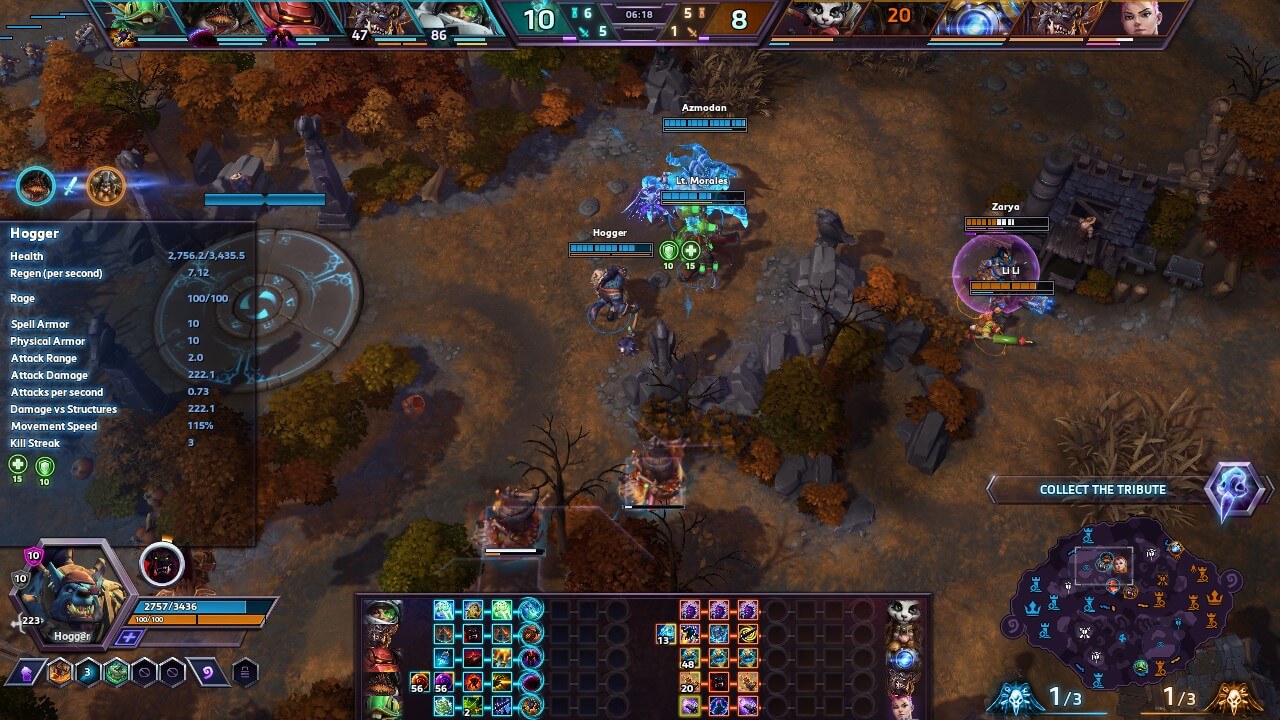 10 6 5 06:18 5 1 8
47 86 20
Azmodan
Lt. Morales
Zarya
Hogger
10 15
Li Li
Hogger
Health 2,756.2/3,435.5
Regen (per second) 7.12
Rage 100/100
Spell Armor 10
Physical Armor 10
Attack Range 2.0
Attack Damage 222.1
Attacks per second 0.73
Damage vs Structures 222.1
Movement Speed 115%
Kill Streak 3
15 10
COLLECT THE TRIBUTE
10
10
223
2757/3436
100/100
Hogger
3
13
48
56 56 20
2
1/3 1/3